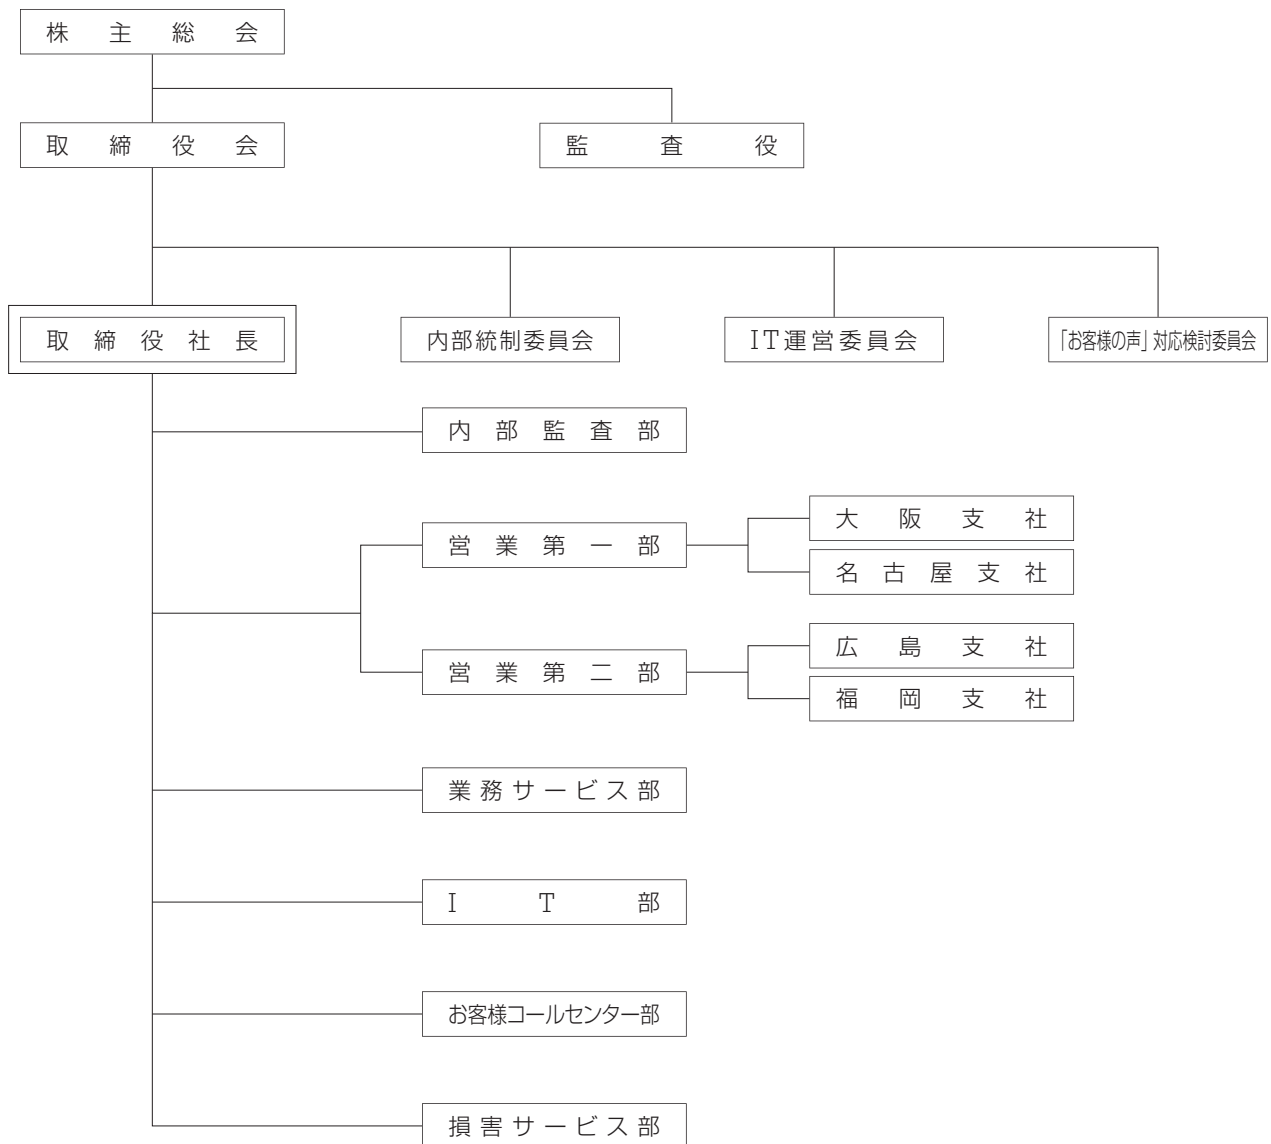 株主総会
取締役会
監査役
取締役社長
内部統制委員会
IT運営委員会
「お客様の声」対応検討委員会
内部監査部
営業第一部
大阪支社
名古屋支社
営業第二部
広島支社
福岡支社
業務サービス部
IT部
お客様コールセンター部
損害サービス部